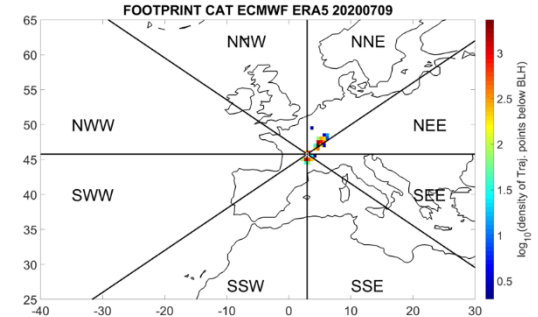 FOOTPRINT CAT ECMWF ERA5 20200709
65
60
55
50
45
40
35
30
25
-40
-30
-20
-10
0
10
20
30
NNW
NNE
NWW
NEE
SWW
SEE
SSW
SSE
3
2.5
2
1.5
1
0.5
log10(density of Traj. points below BLH)